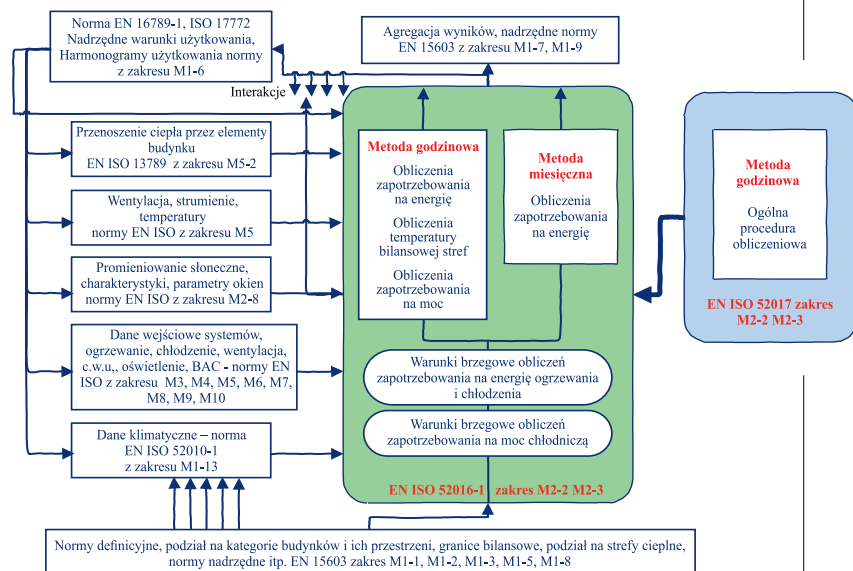 Norma EN 16789-1, ISO 17772
Nadrzędne warunki użytkowania,
Harmonogramy użytkowania normy
z zakresu M1-6
Agregacja wyników, nadrzędne normy
EN 15603 z zakresu M1-7, M1-9
Interakcje
Przenoszenie ciepła przez elementy
budynku
EN ISO 13789 z zakresu M5-2
Wentylacja, strumienie,
temperatury
normy EN ISO z zakresu M5
Promieniowanie słoneczne,
charakterystyki, parametry okien
normy EN ISO z zakresu M2-8
Dane wejściowe systemów,
ogrzewanie, chłodzenie, wentylacja,
c.w.u,, oświetlenie, BAC - normy EN
ISO z zakresu M3, M4, M5, M6, M7,
M8, M9, M10
Dane klimatyczne – norma
EN ISO 52010-1
z zakresu M1-13
Metoda godzinowa
Obliczenia
zapotrzebowania
na energię
Obliczenia
temperatury
bilansowej stref
Obliczenia
zapotrzebowania
na moc
Metoda
miesięczna
Obliczenia
zapotrzebowania
na energię
Warunki brzegowe obliczeń
zapotrzebowania na energię ogrzewania
i chłodzenia
Warunki brzegowe obliczeń
zapotrzebowania na moc chłodniczą
EN ISO 52016-1 zakres M2-2 M2-3
Metoda
godzinowa
Ogólna
procedura
obliczeniowa
EN ISO 52017 zakres
M2-2 M2-3
Normy definicyjne, podział na kategorie budynków i ich przestrzeni, granice bilansowe, podział na strefy cieplne,
normy nadrzędne itp. EN 15603 zakres M1-1, M1-2, M1-3, M1-5, M1-8